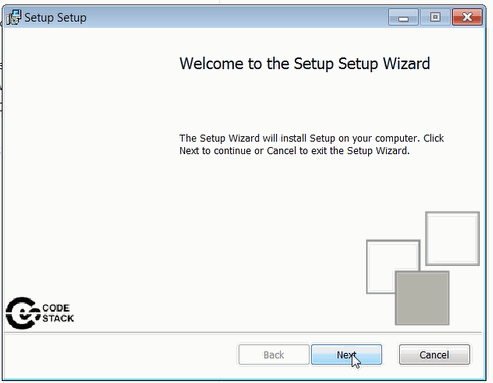 Setup Setup
Welcome to the Setup Setup Wizard
The Setup Wizard will install Setup on your computer. Click
Next to continue or Cancel to exit the Setup Wizard.
CODE
STACK
Back
Next
Cancel